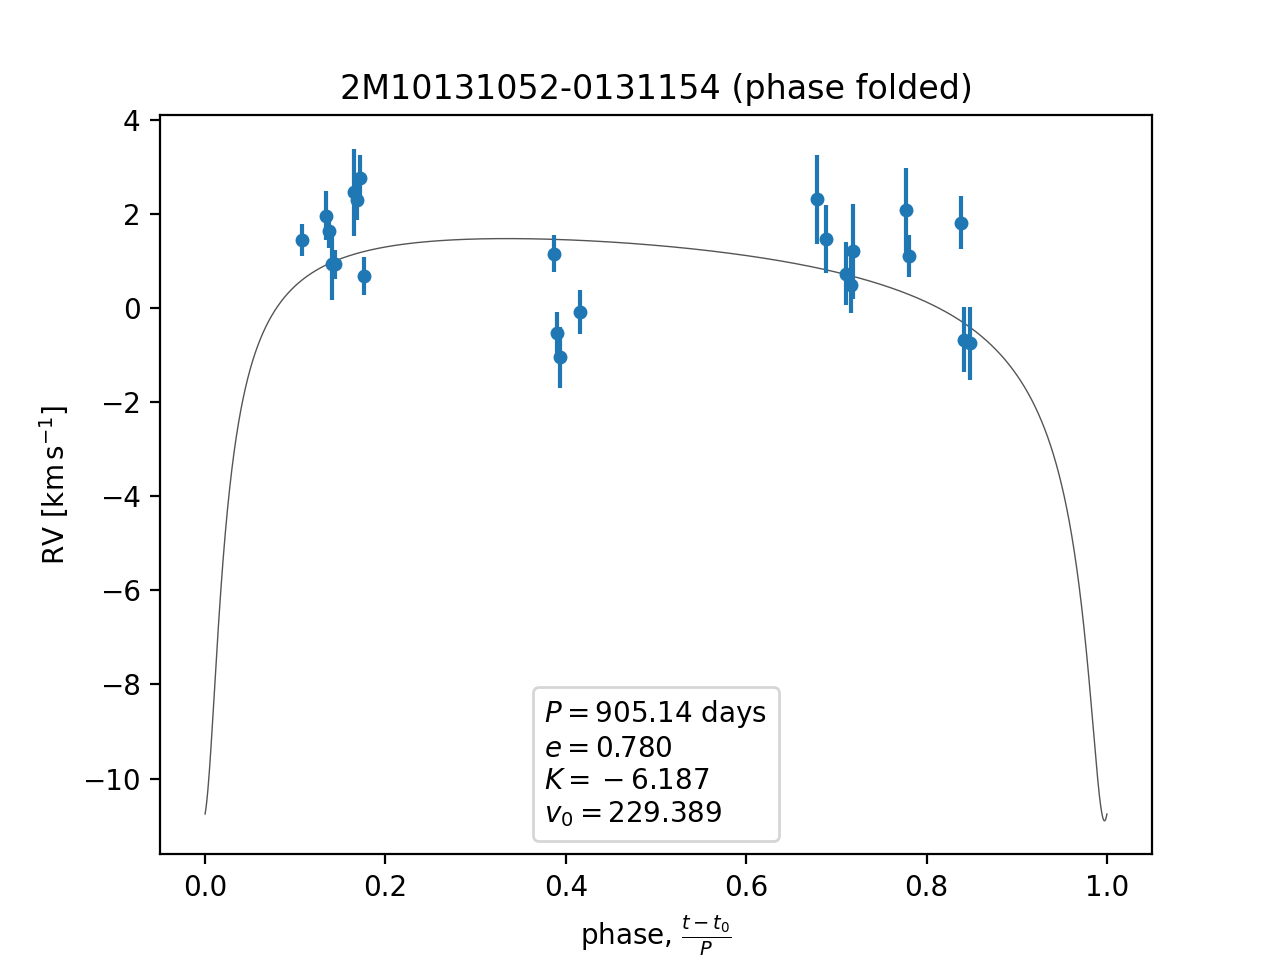 2M10131052-0131154 (phase folded)
4
2
0
−2
−4
−6
−8
−10
RV [km s⁻¹]
P = 905.14 days
e = 0.780
K = −6.187
v₀ = 229.389
0.0 0.2 0.4 0.6 0.8 1.0
phase, (t − t₀)/P